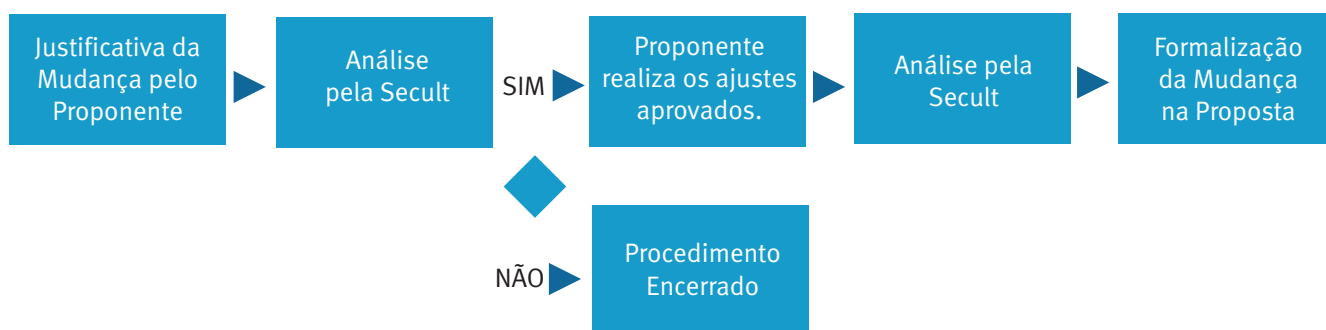 Justificativa da
Mudança pelo
Proponente
Análise
pela Secult
SIM
Proponente
realiza os ajustes
aprovados.
Análise pela
Secult
Formalização
da Mudança
na Proposta
NÃO
Procedimento
Encerrado